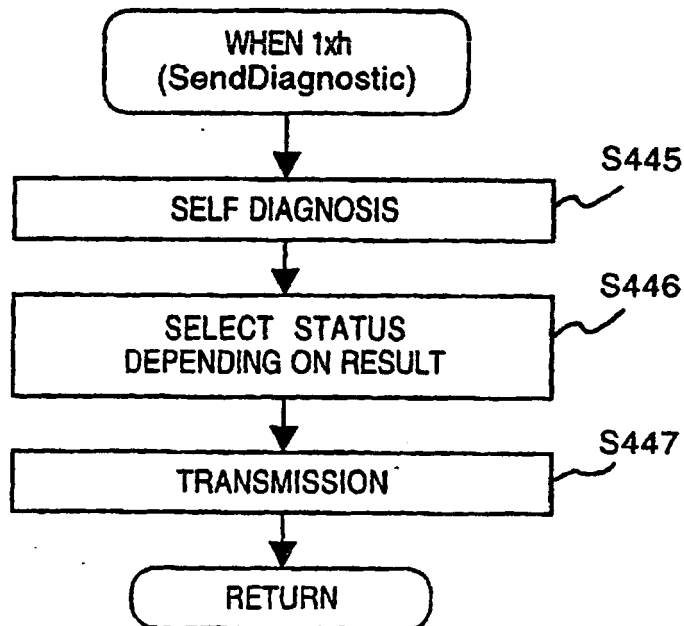 WHEN 1xh
(SendDiagnostic)
S445
SELF DIAGNOSIS
S446
SELECT STATUS
DEPENDING ON RESULT
S447
TRANSMISSION
RETURN